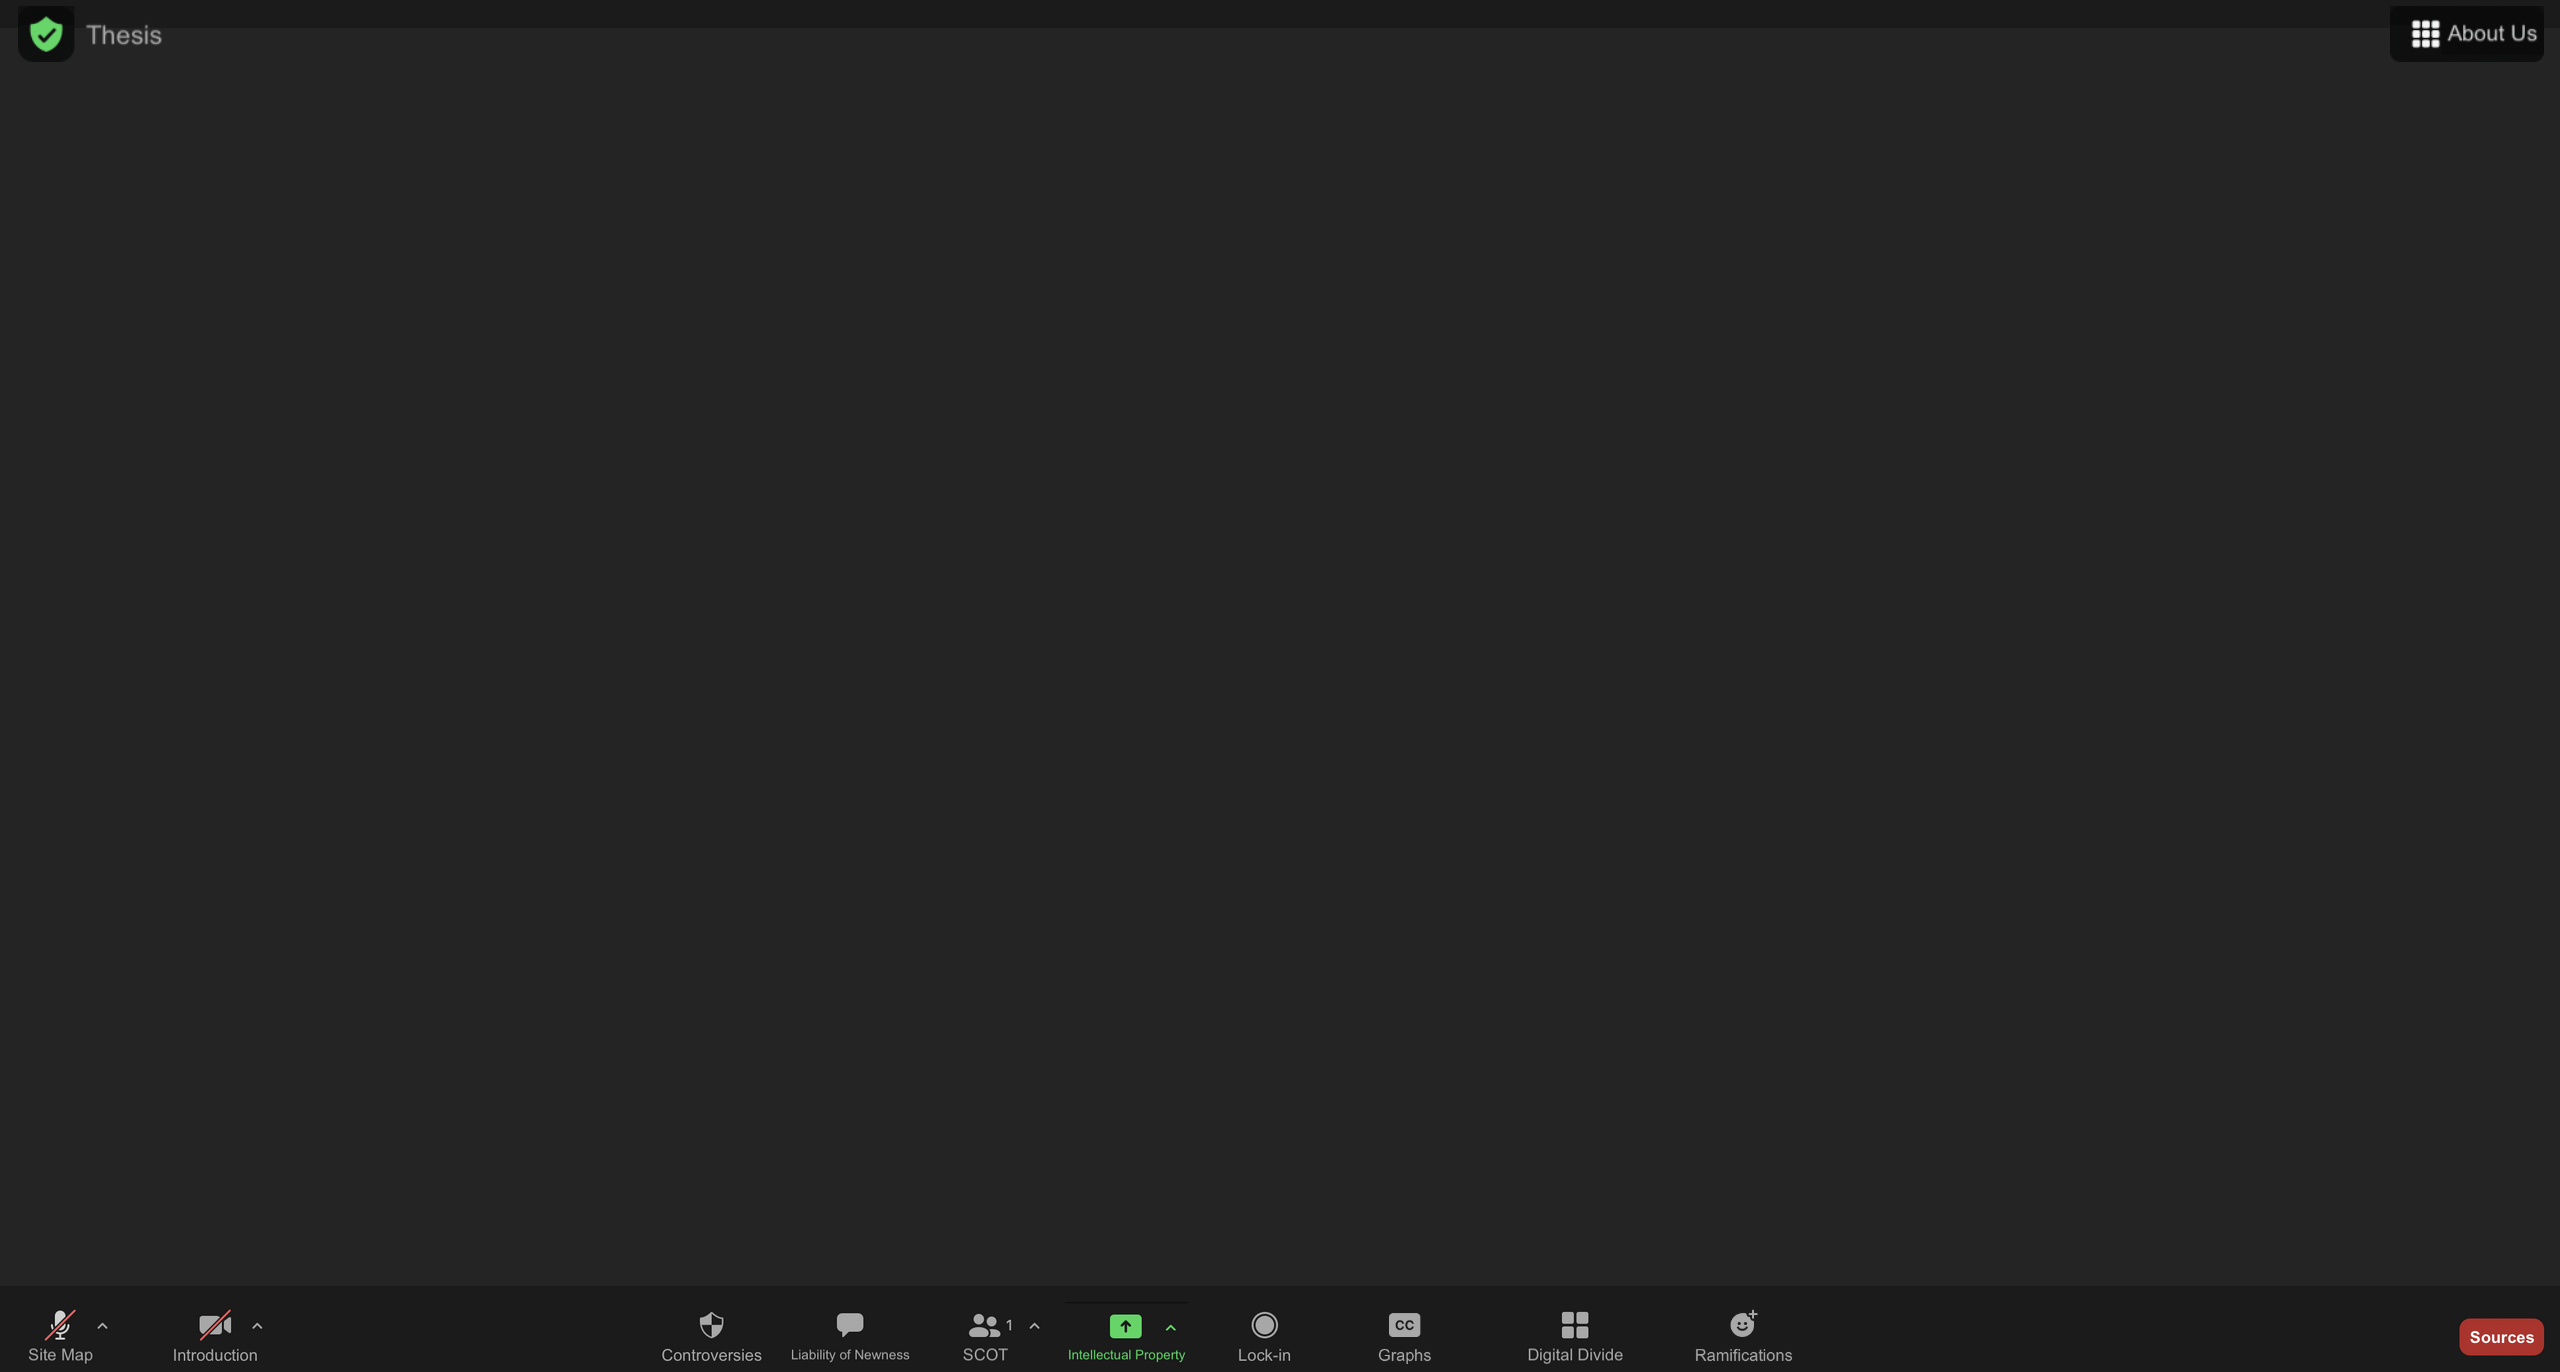 Thesis
About Us
1
CC
Site Map
Introduction
Controversies
Liability of Newness
SCOT
Intellectual Property
Lock-in
Graphs
Digital Divide
Ramifications
Sources